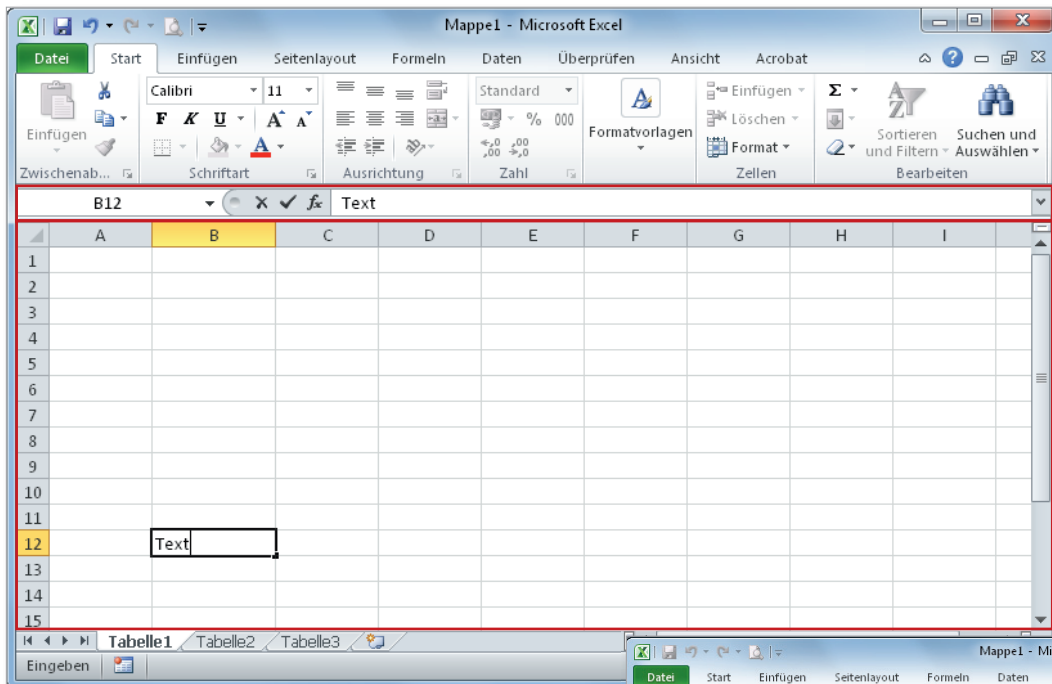 Mappe1 - Microsoft Excel
Datei Start Einfügen Seitenlayout Formeln Daten Überprüfen Ansicht Acrobat
Calibri 11 Standard Einfügen Σ
Einfügen F K U A A % 000 Formatvorlagen Löschen Sortieren und Filtern Suchen und Auswählen
A ,00 ,0 Format
Zwischenab... Schriftart Ausrichtung Zahl Zellen Bearbeiten
B12 fx Text
A B C D E F G H I
1
2
3
4
5
6
7
8
9
10
11
12 Text
13
14
15
Tabelle1 Tabelle2 Tabelle3
Eingeben
Mappe1 - Mi
Datei Start Einfügen Seitenlayout Formeln Daten